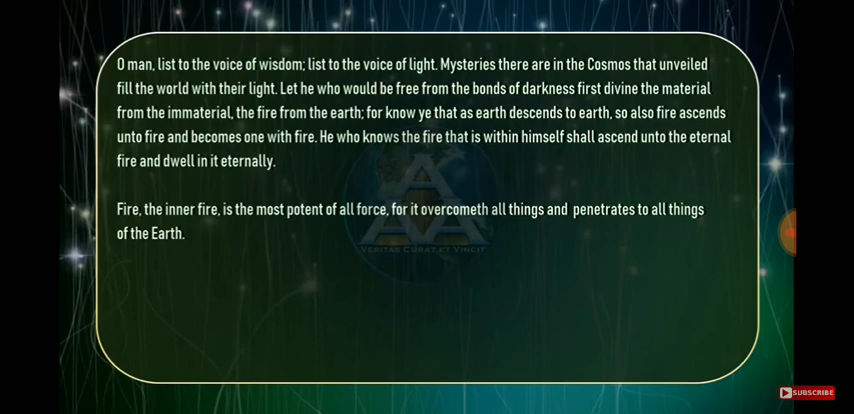 O man, list to the voice of wisdom; list to the voice of light. Mysteries there are in the Cosmos that unveiled
fill the world with their light. Let he who would be free from the bonds of darkness first divine the material
from the immaterial, the fire from the earth; for know ye that as earth descends to earth, so also fire ascends
unto fire and becomes one with fire. He who knows the fire that is within himself shall ascend unto the eternal
fire and dwell in it eternally.
Fire, the inner fire, is the most potent of all force, for it overcometh all things and penetrates to all things
of the Earth.
VERITAS CURAT ET VINCIT
SUBSCRIBE